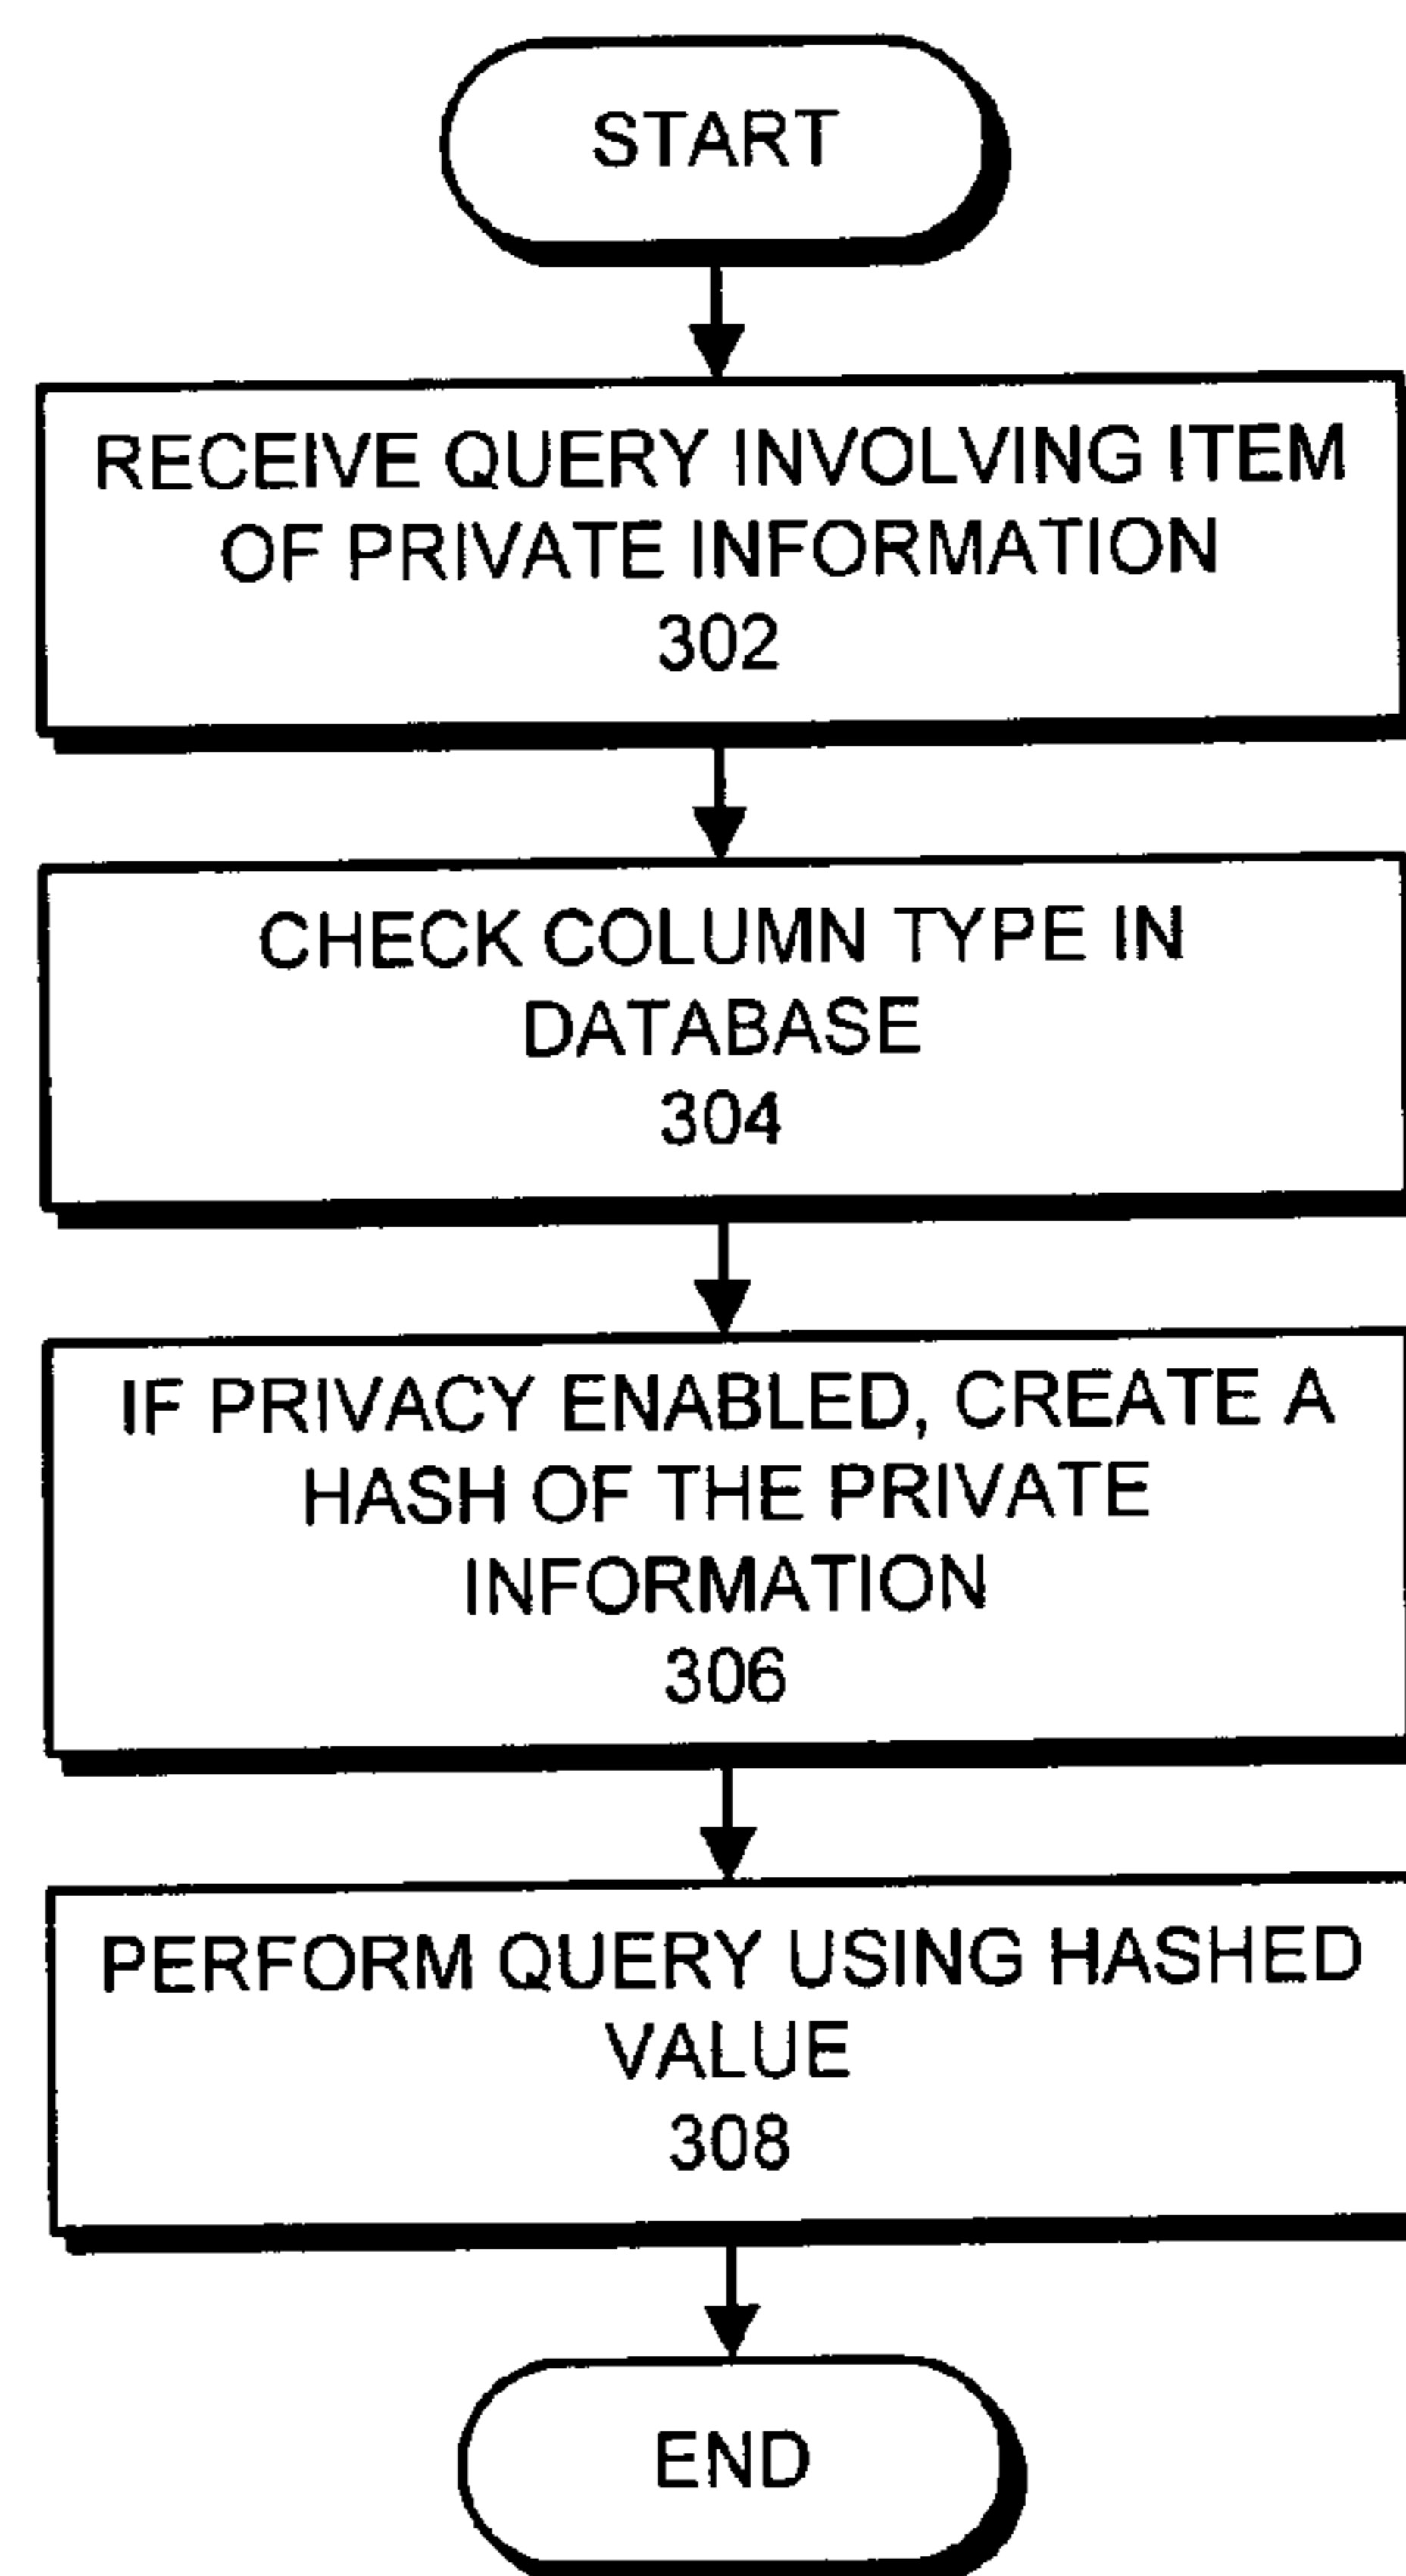 START
RECEIVE QUERY INVOLVING ITEM
OF PRIVATE INFORMATION
302
CHECK COLUMN TYPE IN
DATABASE
304
IF PRIVACY ENABLED, CREATE A
HASH OF THE PRIVATE
INFORMATION
306
PERFORM QUERY USING HASHED
VALUE
308
END